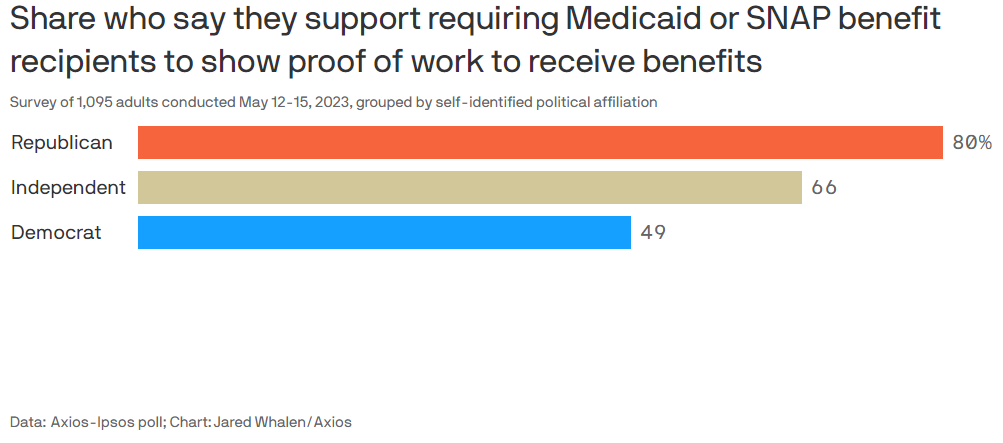 Share who say they support requiring Medicaid or SNAP benefit
recipients to show proof of work to receive benefits
Survey of 1,095 adults conducted May 12-15, 2023, grouped by self-identified political affiliation
Republican 80%
Independent 66
Democrat 49
Data: Axios-Ipsos poll; Chart: Jared Whalen/Axios